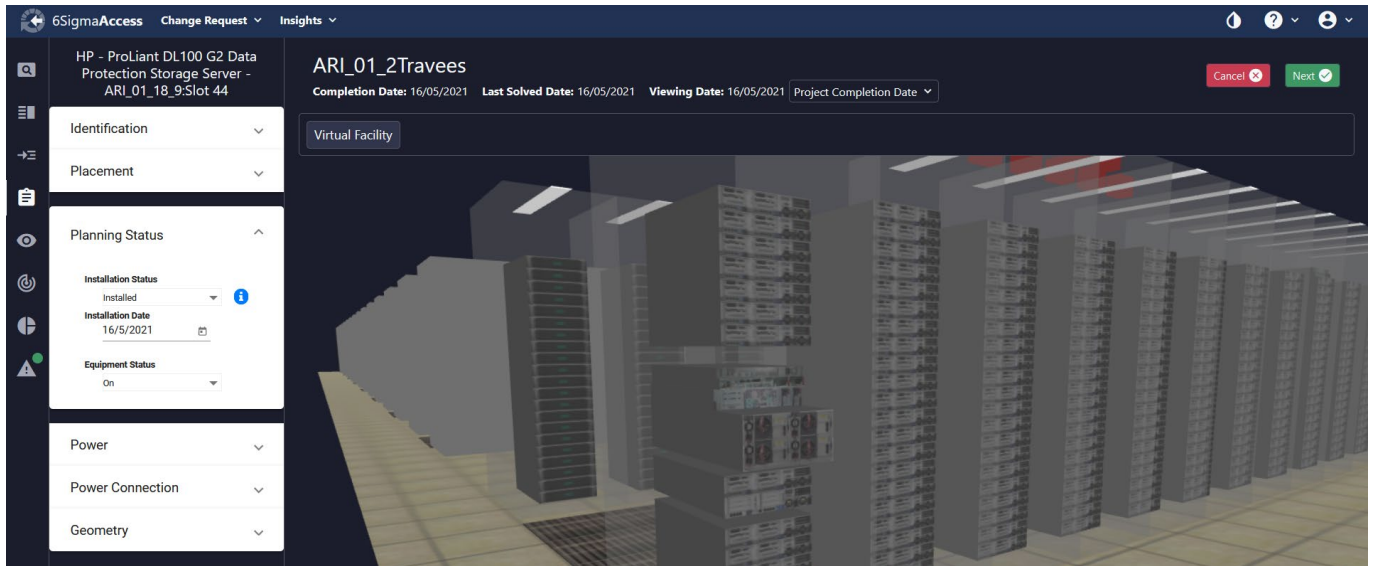 6SigmaAccess Change Request Insights
HP - ProLiant DL100 G2 Data
Protection Storage Server -
ARI_01_18_9:Slot 44
Identification
Placement
Planning Status
Installation Status
Installed
Installation Date
16/5/2021
Equipment Status
On
Power
Power Connection
Geometry
ARI_01_2Travees
Completion Date: 16/05/2021 Last Solved Date: 16/05/2021 Viewing Date: 16/05/2021 Project Completion Date
Cancel Next
Virtual Facility